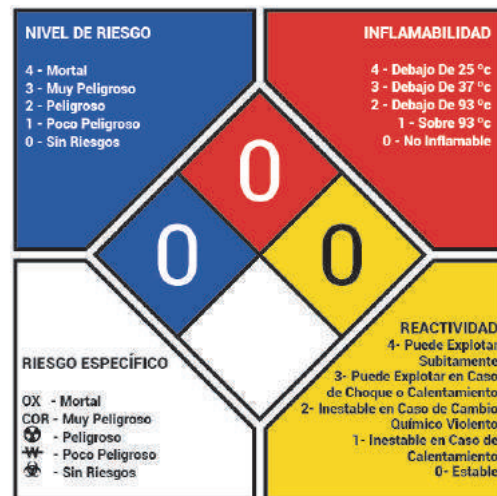 NIVEL DE RIESGO
4 - Mortal
3 - Muy Peligroso
2 - Peligroso
1 - Poco Peligroso
0 - Sin Riesgos
INFLAMABILIDAD
4 - Debajo De 25 ºc
3 - Debajo De 37 ºc
2 - Debajo De 93 ºc
1 - Sobre 93 ºc
0 - No Inflamable
0
0
0
RIESGO ESPECÍFICO
OX - Mortal
COR - Muy Peligroso
☢ - Peligroso
W - Poco Peligroso
☣ - Sin Riesgos
REACTIVIDAD
4- Puede Explotar
Subitamente
3- Puede Explotar en Caso
de Choque o Calentamiento
2- Inestable en Caso de Cambio
Químico Violento
1- Inestable en Caso de
Calentamiento
0- Estable